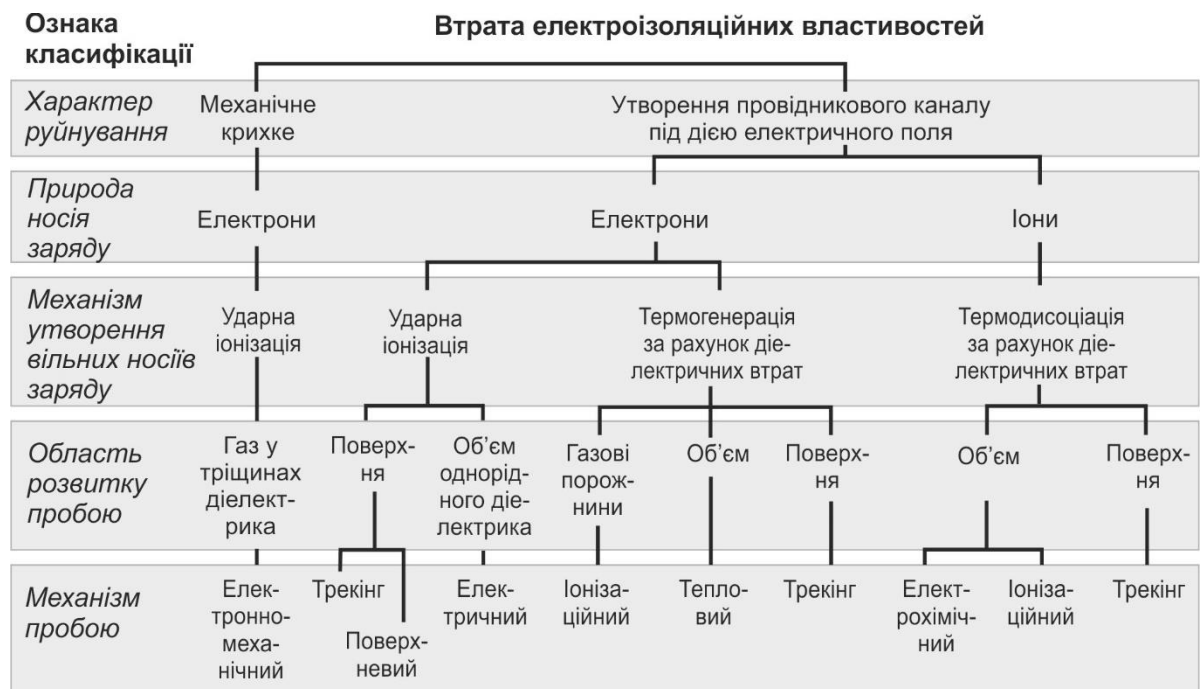 Ознака
класифікації
Втрата електроізоляційних властивостей
Характер
руйнування
Механічне
крихке
Утворення провідникового каналу
під дією електричного поля
Природа
носія
заряду
Електрони
Електрони
Іони
Механізм
утворення
вільних носіїв
заряду
Ударна
іонізація
Ударна
іонізація
Термогенерація
за рахунок діе-
лектричних втрат
Термодисоціація
за рахунок діе-
лектричних втрат
Область
розвитку
пробою
Газ у
тріщинах
діелект-
рика
Поверх-
ня
Об’єм
однорід-
ного діе-
лектрика
Газові
порож-
нини
Об’єм
Поверх-
ня
Об’єм
Поверх-
ня
Механізм
пробою
Елек-
тронно-
меха-
нічний
Трекінг
Поверх-
невий
Елек-
тричний
Іоніза-
ційний
Тепло-
вий
Трекінг
Елект-
рохіміч-
ний
Іоніза-
ційний
Трекінг